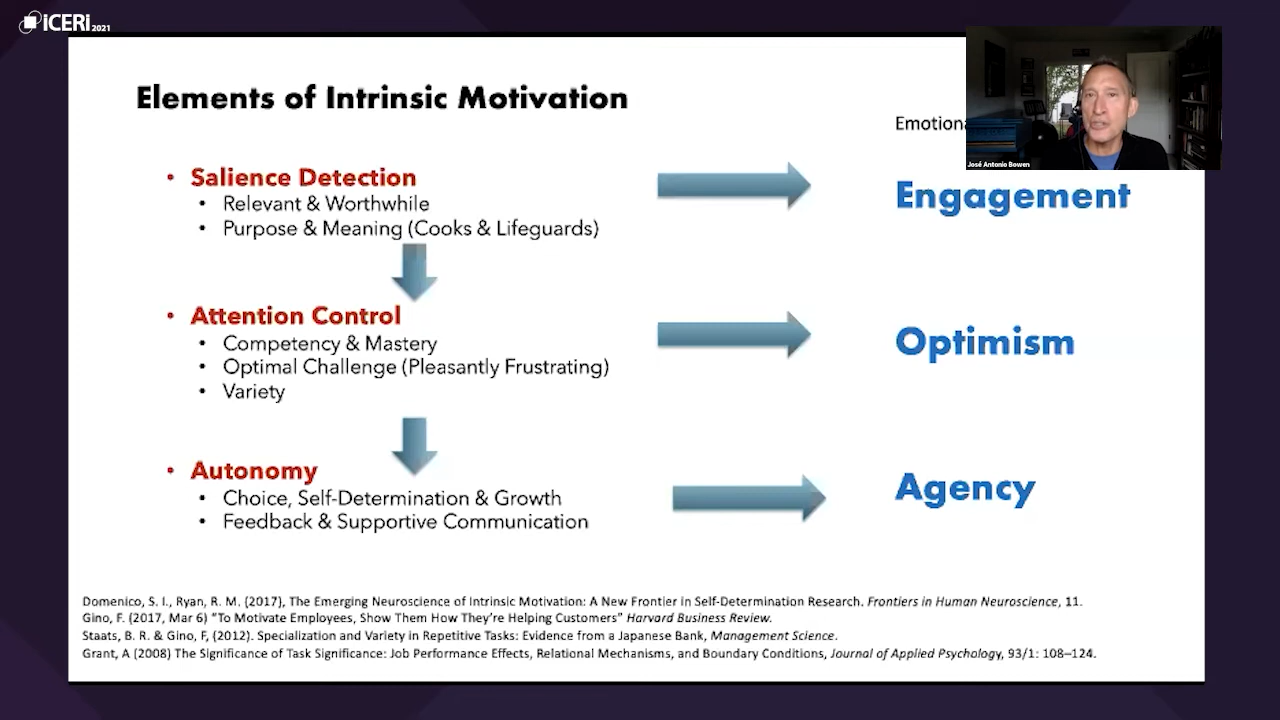 iCERi2021
Elements of Intrinsic Motivation
José Antonio Bowen
• Salience Detection
• Relevant & Worthwhile
• Purpose & Meaning (Cooks & Lifeguards)
Engagement
• Attention Control
• Competency & Mastery
• Optimal Challenge (Pleasantly Frustrating)
• Variety
Optimism
• Autonomy
• Choice, Self-Determination & Growth
• Feedback & Supportive Communication
Agency
Domenico, S. I., Ryan, R. M. (2017), The Emerging Neuroscience of Intrinsic Motivation: A New Frontier in Self-Determination Research. Frontiers in Human Neuroscience, 11.
Gino, F. (2017, Mar 6) “To Motivate Employees, Show Them How They’re Helping Customers” Harvard Business Review.
Staats, B. R. & Gino, F, (2012). Specialization and Variety in Repetitive Tasks: Evidence from a Japanese Bank, Management Science.
Grant, A (2008) The Significance of Task Significance: Job Performance Effects, Relational Mechanisms, and Boundary Conditions, Journal of Applied Psychology, 93/1: 108–124.